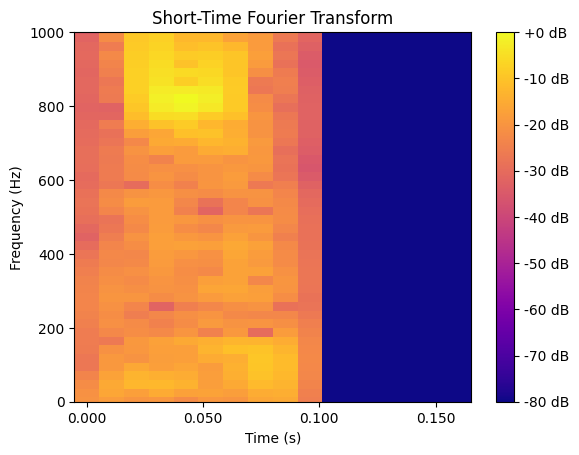 Short-Time Fourier Transform
1000
800
600
400
200
0
Frequency (Hz)
0.000
0.050
0.100
0.150
Time (s)
+0 dB
-10 dB
-20 dB
-30 dB
-40 dB
-50 dB
-60 dB
-70 dB
-80 dB